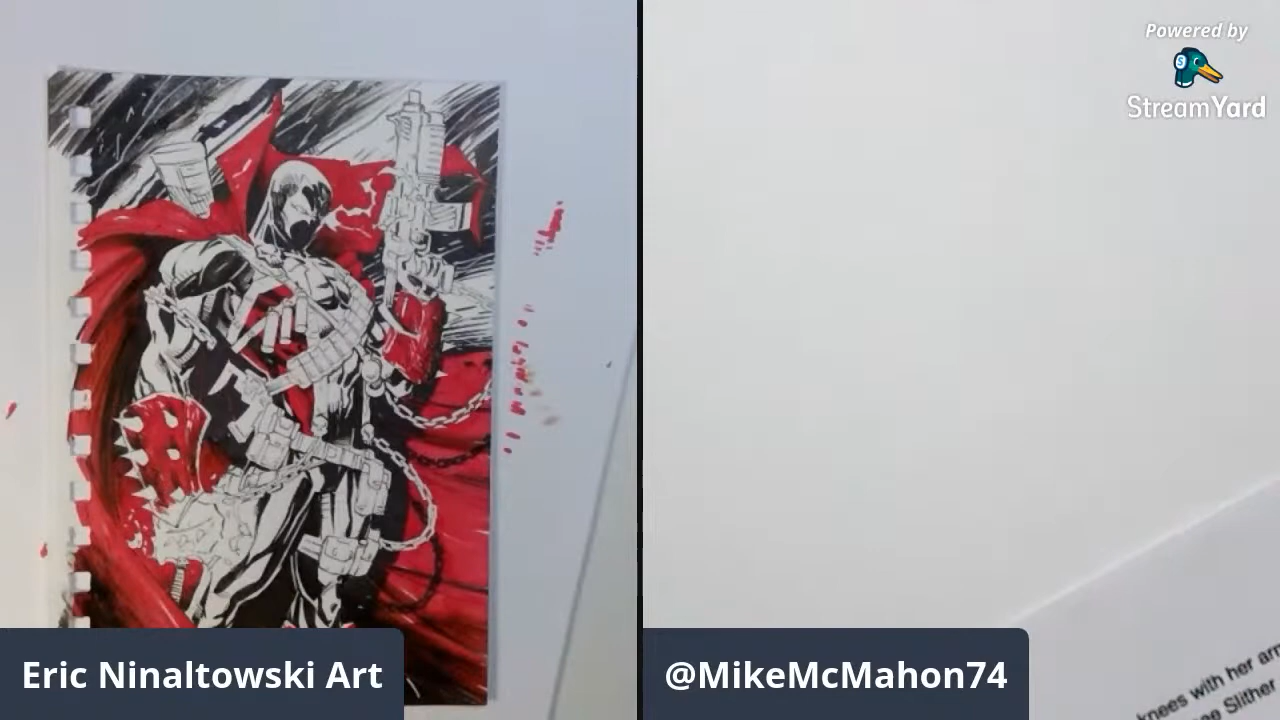 Powered by
StreamYard
knees with her arm
Slither
Eric Ninaltowski Art
@MikeMcMahon74